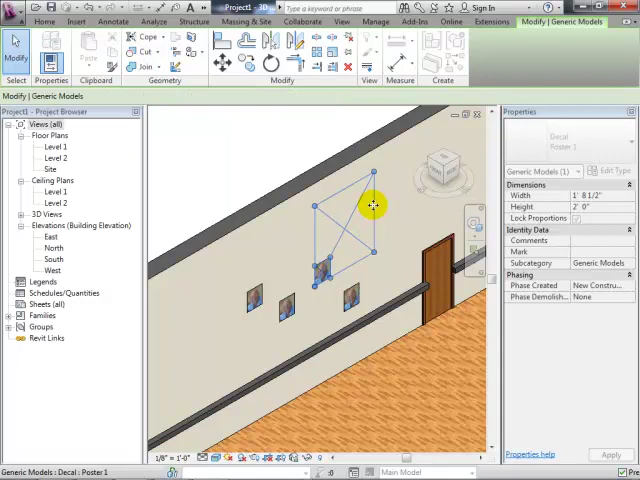 Project1 - 3D
Type a keyword or phrase
Sign In
Home Insert Annotate Analyze Structure Massing & Site Collaborate View Manage Add-Ins Online Extensions Modify | Generic Models
Cope
Cut
Join
Modify
Properties
Paste
Select Properties Clipboard Geometry Modify View Measure Create
Modify | Generic Models
Project1 - Project Browser
Views (all)
Floor Plans
Level 1
Level 2
Site
Ceiling Plans
Level 1
Level 2
3D Views
Elevations (Building Elevation)
East
North
South
West
Legends
Schedules/Quantities
Sheets (all)
Families
Groups
Revit Links
Properties
Decal
Poster 1
Generic Models (1)
Edit Type
Dimensions
Width 1' 8 1/2"
Height 2' 0"
Lock Proportions
Identity Data
Comments
Mark
Subcategory Generic Models
Phasing
Phase Created New Constru...
Phase Demolish... None
Properties help
Apply
1/8" = 1'-0"
Generic Models : Decal : Poster 1
:0
Main Model
Pre